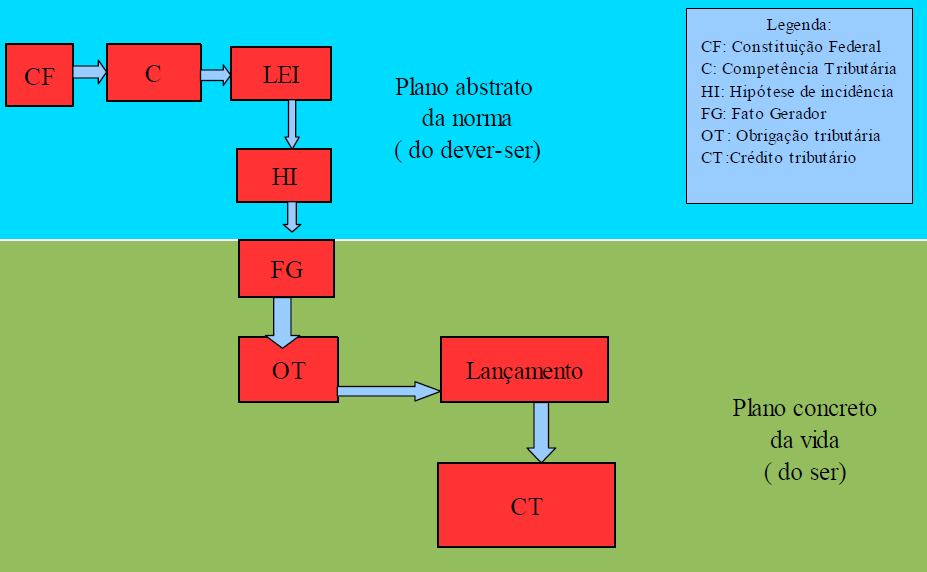 CF
C
LEI
Plano abstrato
da norma
( do dever-ser)
Legenda:
CF: Constituição Federal
C: Competência Tributária
HI: Hipótese de incidência
FG: Fato Gerador
OT: Obrigação tributária
CT:Crédito tributário
HI
FG
OT
Lançamento
Plano concreto
da vida
( do ser)
CT